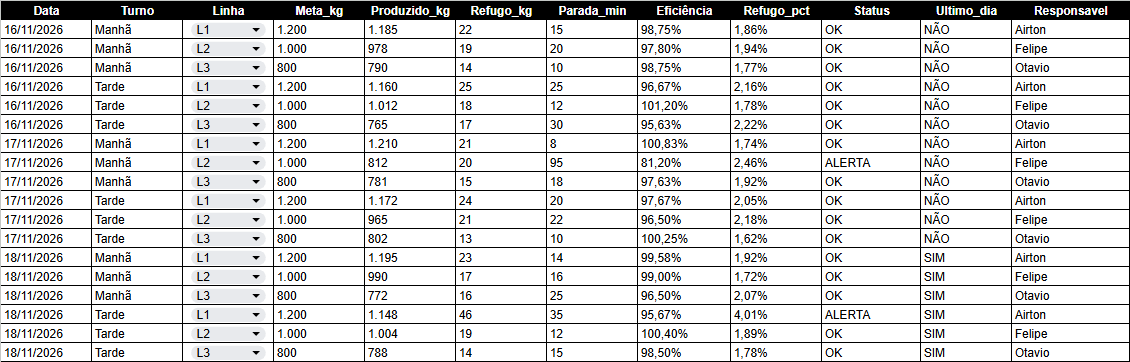 Data Turno Linha Meta_kg Produzido_kg Refugo_kg Parada_min Eficiência Refugo_pct Status Ultimo_dia Responsavel
16/11/2026 Manhã L1 1.200 1.185 22 15 98,75% 1,86% OK NÃO Airton
16/11/2026 Manhã L2 1.000 978 19 20 97,80% 1,94% OK NÃO Felipe
16/11/2026 Manhã L3 800 790 14 10 98,75% 1,77% OK NÃO Otavio
16/11/2026 Tarde L1 1.200 1.160 25 25 96,67% 2,16% OK NÃO Airton
16/11/2026 Tarde L2 1.000 1.012 18 12 101,20% 1,78% OK NÃO Felipe
16/11/2026 Tarde L3 800 765 17 30 95,63% 2,22% OK NÃO Otavio
17/11/2026 Manhã L1 1.200 1.210 21 8 100,83% 1,74% OK NÃO Airton
17/11/2026 Manhã L2 1.000 812 20 95 81,20% 2,46% ALERTA NÃO Felipe
17/11/2026 Manhã L3 800 781 15 18 97,63% 1,92% OK NÃO Otavio
17/11/2026 Tarde L1 1.200 1.172 24 20 97,67% 2,05% OK NÃO Airton
17/11/2026 Tarde L2 1.000 965 21 22 96,50% 2,18% OK NÃO Felipe
17/11/2026 Tarde L3 800 802 13 10 100,25% 1,62% OK NÃO Otavio
18/11/2026 Manhã L1 1.200 1.195 23 14 99,58% 1,92% OK SIM Airton
18/11/2026 Manhã L2 1.000 990 17 16 99,00% 1,72% OK SIM Felipe
18/11/2026 Manhã L3 800 772 16 25 96,50% 2,07% OK SIM Otavio
18/11/2026 Tarde L1 1.200 1.148 46 35 95,67% 4,01% ALERTA SIM Airton
18/11/2026 Tarde L2 1.000 1.004 19 12 100,40% 1,89% OK SIM Felipe
18/11/2026 Tarde L3 800 788 14 15 98,50% 1,78% OK SIM Otavio